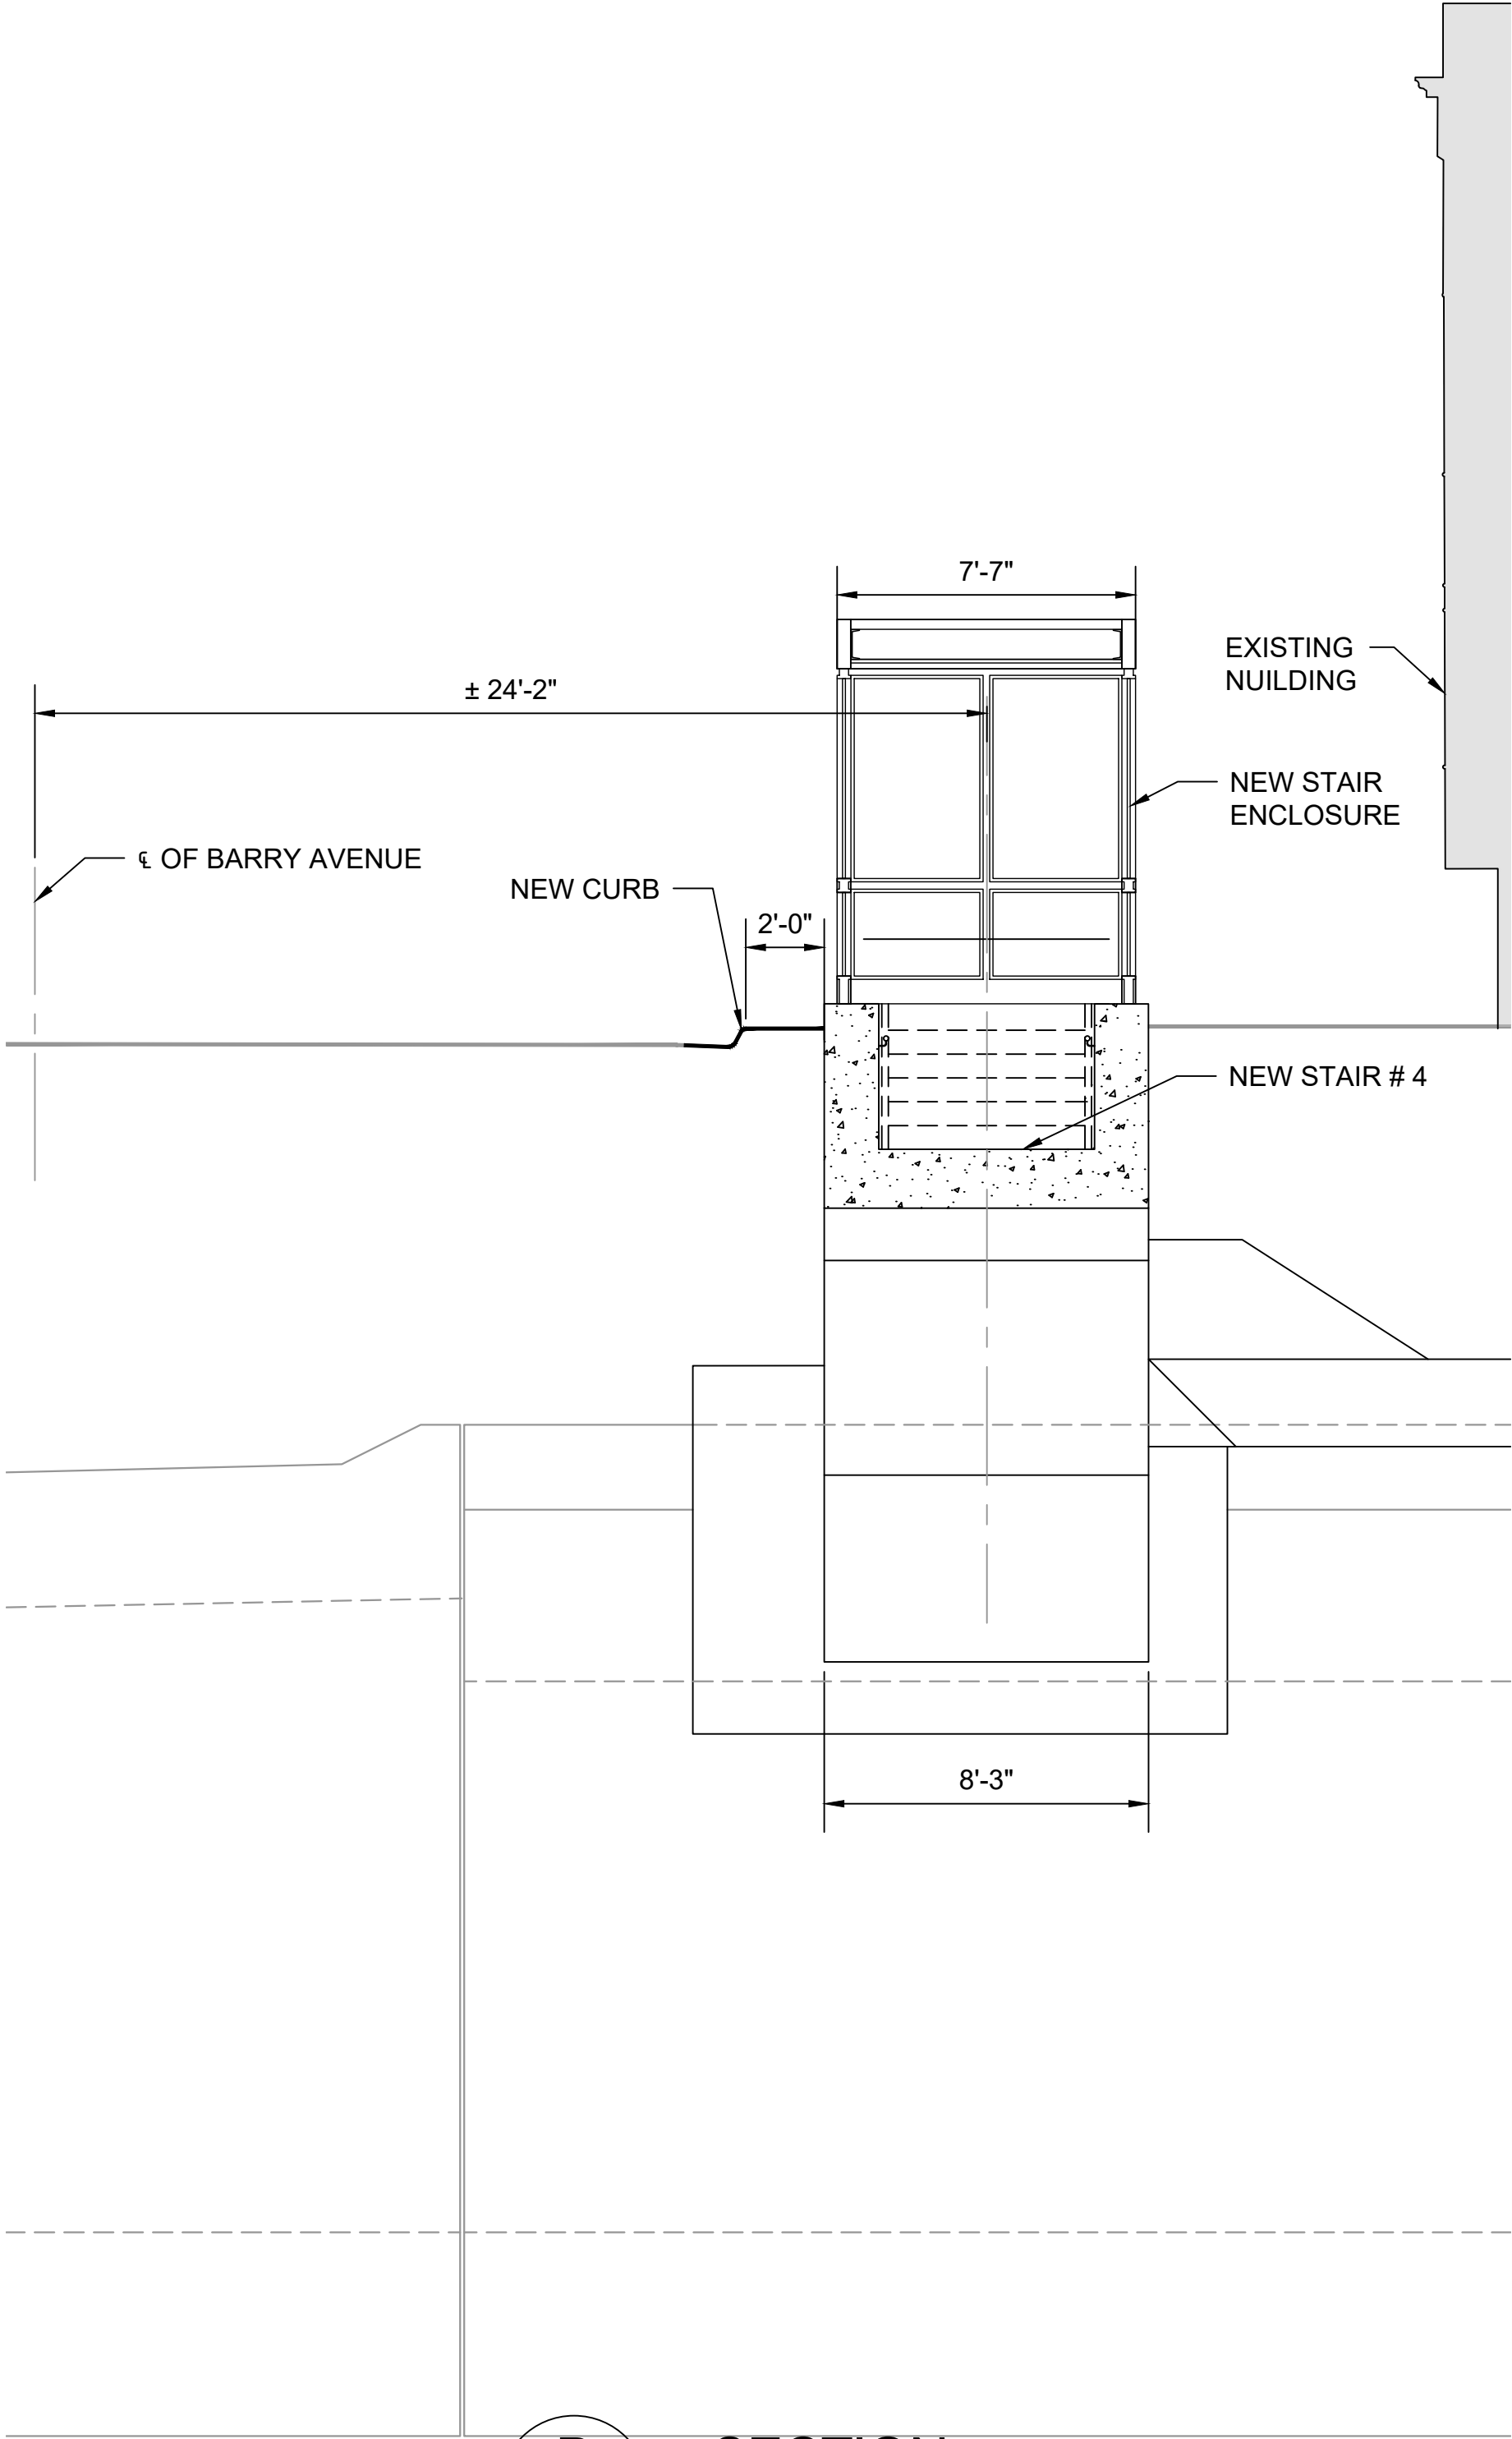 7'-7"
EXISTING
NUILDING
± 24'-2"
NEW STAIR
ENCLOSURE
℄ OF BARRY AVENUE
NEW CURB
2'-0"
NEW STAIR # 4
8'-3"
SECTION